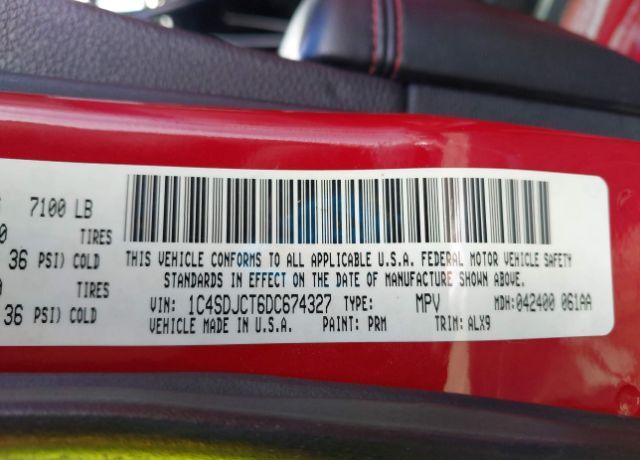 7100 LB
TIRES
36 PSI) COLD
TIRES
36 PSI) COLD
THIS VEHICLE CONFORMS TO ALL APPLICABLE U.S.A. FEDERAL MOTOR VEHICLE SAFETY
STANDARDS IN EFFECT ON THE DATE OF MANUFACTURE SHOWN ABOVE.
VIN: 1C4SDJCT6DC674327 TYPE: MPV MDH:042400 061AA
VEHICLE MADE IN U.S.A. PAINT: PRM TRIM: ALX9